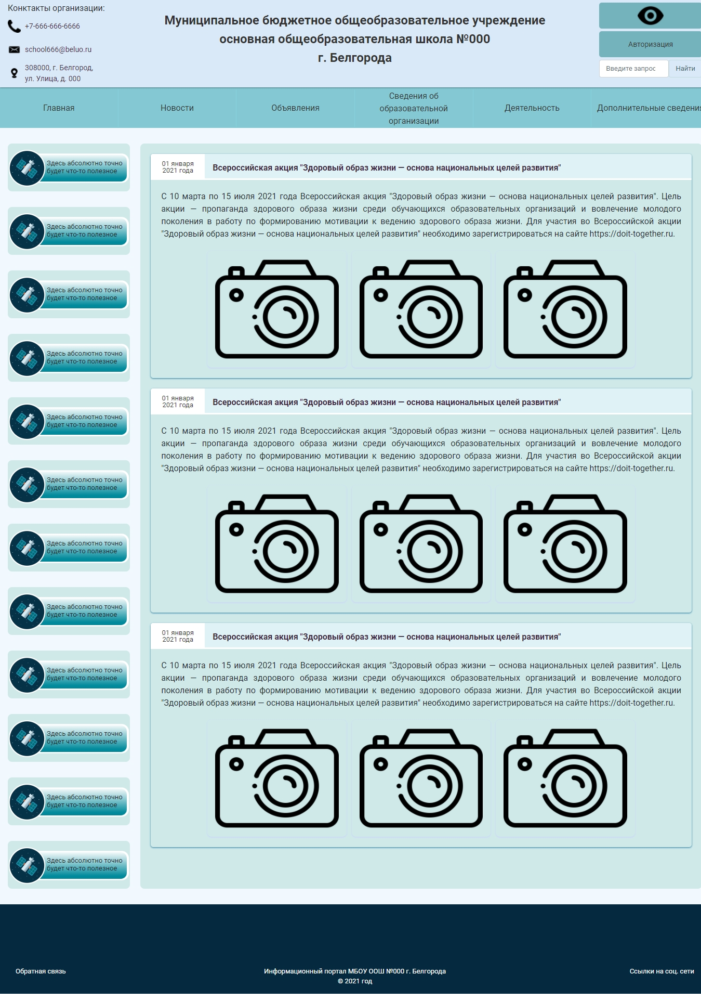 Конктакты организации:
+7-666-666-6666
school666@beluo.ru
308000, г. Белгород,
ул. Улица, д. 000
Муниципальное бюджетное общеобразовательное учреждение
основная общеобразовательная школа №000
г. Белгорода
Авторизация
Введите запрос
Найти
Главная
Новости
Объявления
Сведения об
образовательной
организации
Деятельность
Дополнительные сведения
Здесь абсолютно точно
будет что-то полезное
Здесь абсолютно точно
будет что-то полезное
Здесь абсолютно точно
будет что-то полезное
Здесь абсолютно точно
будет что-то полезное
Здесь абсолютно точно
будет что-то полезное
Здесь абсолютно точно
будет что-то полезное
Здесь абсолютно точно
будет что-то полезное
Здесь абсолютно точно
будет что-то полезное
Здесь абсолютно точно
будет что-то полезное
Здесь абсолютно точно
будет что-то полезное
Здесь абсолютно точно
будет что-то полезное
Здесь абсолютно точно
будет что-то полезное
01 января
2021 года
Всероссийская акция "Здоровый образ жизни — основа национальных целей развития"
С 10 марта по 15 июля 2021 года Всероссийская акция "Здоровый образ жизни — основа национальных целей развития". Цель
акции — пропаганда здорового образа жизни среди обучающихся образовательных организаций и вовлечение молодого
поколения в работу по формированию мотивации к ведению здорового образа жизни. Для участия во Всероссийской акции
"Здоровый образ жизни — основа национальных целей развития" необходимо зарегистрироваться на сайте https://doit-together.ru.
01 января
2021 года
Всероссийская акция "Здоровый образ жизни — основа национальных целей развития"
С 10 марта по 15 июля 2021 года Всероссийская акция "Здоровый образ жизни — основа национальных целей развития". Цель
акции — пропаганда здорового образа жизни среди обучающихся образовательных организаций и вовлечение молодого
поколения в работу по формированию мотивации к ведению здорового образа жизни. Для участия во Всероссийской акции
"Здоровый образ жизни — основа национальных целей развития" необходимо зарегистрироваться на сайте https://doit-together.ru.
01 января
2021 года
Всероссийская акция "Здоровый образ жизни — основа национальных целей развития"
С 10 марта по 15 июля 2021 года Всероссийская акция "Здоровый образ жизни — основа национальных целей развития". Цель
акции — пропаганда здорового образа жизни среди обучающихся образовательных организаций и вовлечение молодого
поколения в работу по формированию мотивации к ведению здорового образа жизни. Для участия во Всероссийской акции
"Здоровый образ жизни — основа национальных целей развития" необходимо зарегистрироваться на сайте https://doit-together.ru.
Обратная связь
Информационный портал МБОУ ООШ №000 г. Белгорода
© 2021 год
Ссылки на соц. сети